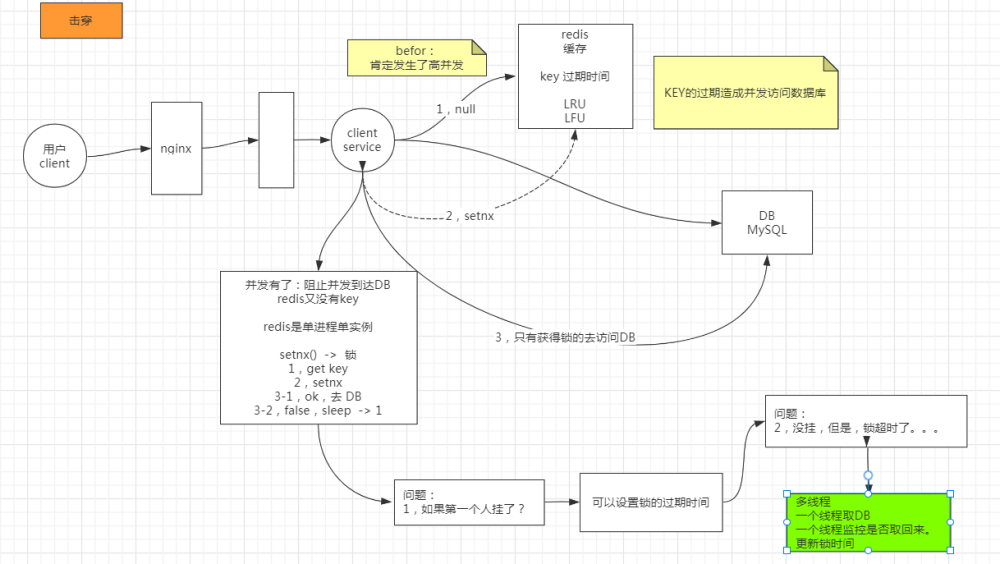 击穿
befor：
肯定发生了高并发
redis
缓存
key 过期时间
LRU
LFU
KEY的过期造成并发访问数据库
1，null
用户
client
nginx
client
service
2，setnx
DB
MySQL
并发有了：阻止并发到达DB
redis又没有key
redis是单进程单实例
setnx() -> 锁
1，get key
2，setnx
3-1，ok，去 DB
3-2，false，sleep -> 1
3，只有获得锁的去访问DB
问题：
1，如果第一个人挂了？
可以设置锁的过期时间
问题：
2，没挂，但是，锁超时了。。。
多线程
一个线程取DB
一个线程监控是否取回来。
更新锁时间